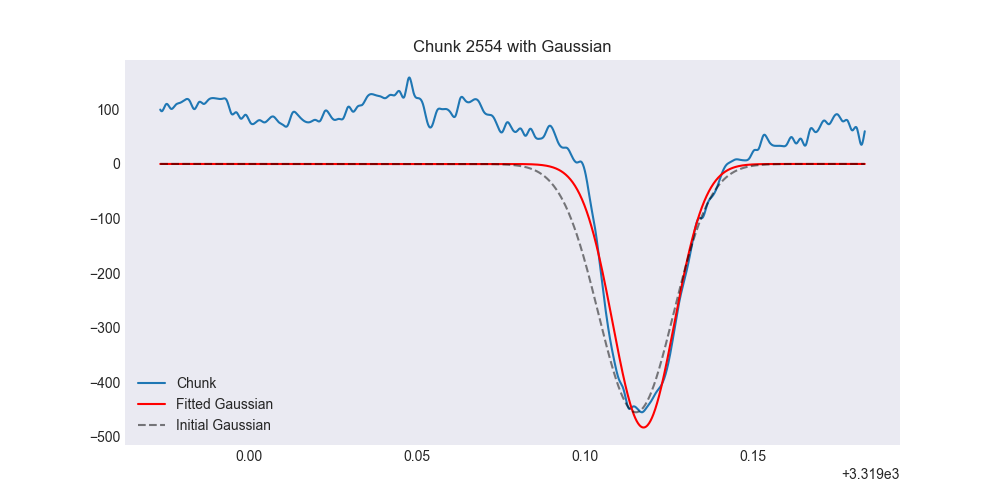 Chunk 2554 with Gaussian
100
0
−100
−200
−300
−400
−500
Chunk
Fitted Gaussian
Initial Gaussian
0.00 0.05 0.10 0.15
+3.319e3